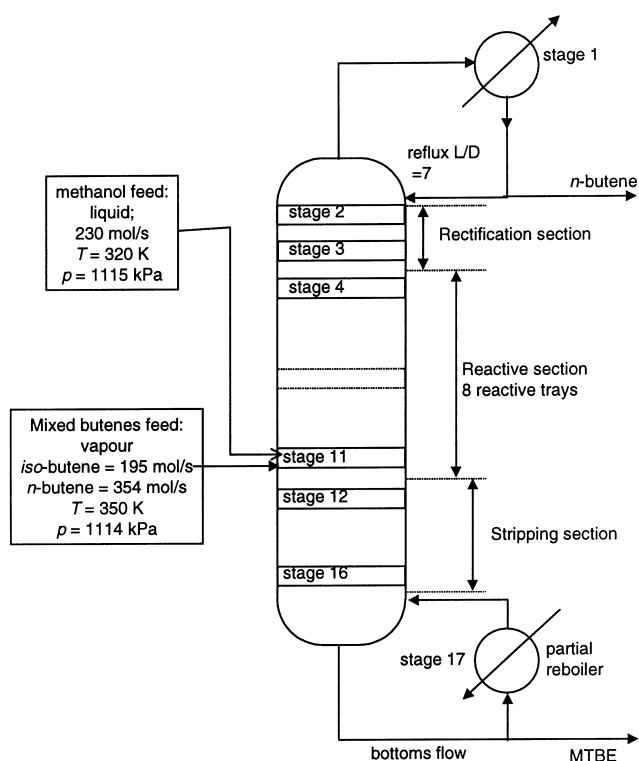 stage 1
reflux L/D
=7
n-butene
methanol feed:
liquid;
230 mol/s
T = 320 K
p = 1115 kPa
stage 2
stage 3
stage 4
Rectification section
Reactive section
8 reactive trays
Mixed butenes feed:
vapour
iso-butene = 195 mol/s
n-butene = 354 mol/s
T = 350 K
p = 1114 kPa
stage 11
stage 12
Stripping section
stage 16
stage 17
partial
reboiler
bottoms flow
MTBE